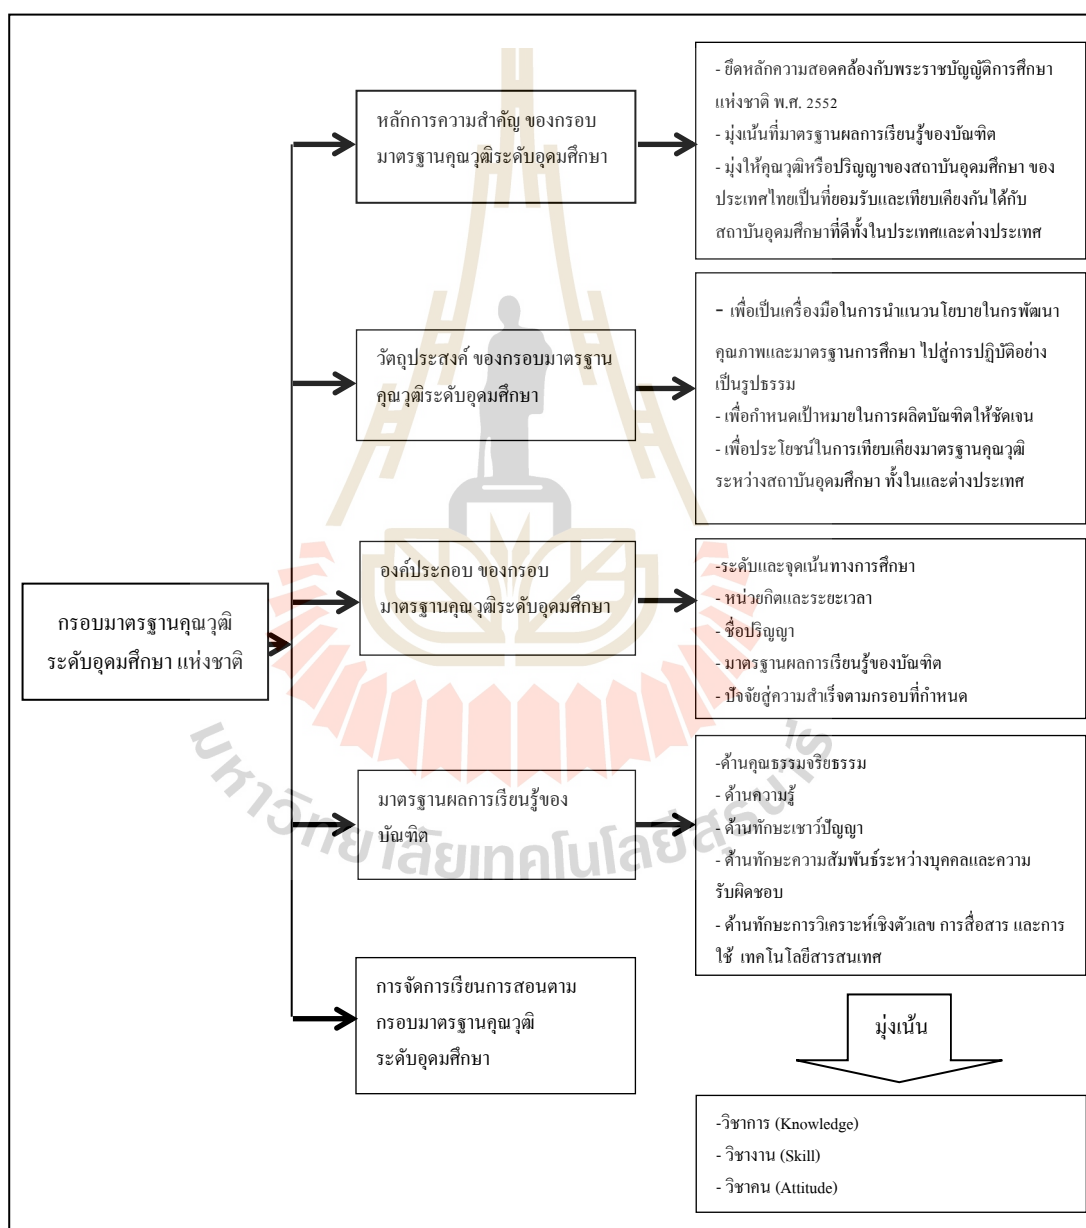 กรอบมาตรฐานคุณวุฒิ
ระดับอุดมศึกษา แห่งชาติ
หลักการความสำคัญ ของกรอบ
มาตรฐานคุณวุฒิระดับอุดมศึกษา
- ยึดหลักความสอดคล้องกับพระราชบัญญัติการศึกษา
แห่งชาติ พ.ศ. 2552
- มุ่งเน้นที่มาตรฐานผลการเรียนรู้ของบัณฑิต
- มุ่งให้คุณวุฒิหรือปริญญาของสถาบันอุดมศึกษา ของ
ประเทศไทยเป็นที่ยอมรับและเทียบเคียงกันได้กับ
สถาบันอุดมศึกษาที่ดีทั้งในประเทศและต่างประเทศ
วัตถุประสงค์ ของกรอบมาตรฐาน
คุณวุฒิระดับอุดมศึกษา
- เพื่อเป็นเครื่องมือในการนำแนวนโยบายในกรพัฒนา
คุณภาพและมาตรฐานการศึกษา ไปสู่การปฏิบัติอย่าง
เป็นรูปธรรม
- เพื่อกำหนดเป้าหมายในการผลิตบัณฑิตให้ชัดเจน
- เพื่อประโยชน์ในการเทียบเคียงมาตรฐานคุณวุฒิ
ระหว่างสถาบันอุดมศึกษา ทั้งในและต่างประเทศ
องค์ประกอบ ของกรอบ
มาตรฐานคุณวุฒิระดับอุดมศึกษา
-ระดับและจุดเน้นทางการศึกษา
- หน่วยกิตและระยะเวลา
- ชื่อปริญญา
- มาตรฐานผลการเรียนรู้ของบัณฑิต
- ปัจจัยสู่ความสำเร็จตามกรอบที่กำหนด
มาตรฐานผลการเรียนรู้ของ
บัณฑิต
-ด้านคุณธรรมจริยธรรม
- ด้านความรู้
- ด้านทักษะเชาว์ปัญญา
- ด้านทักษะความสัมพันธ์ระหว่างบุคคลและความ
รับผิดชอบ
- ด้านทักษะการวิเคราะห์เชิงตัวเลข การสื่อสาร และการ
ใช้ เทคโนโลยีสารสนเทศ
การจัดการเรียนการสอนตาม
กรอบมาตรฐานคุณวุฒิ
ระดับอุดมศึกษา
มุ่งเน้น
-วิชาการ (Knowledge)
- วิชางาน (Skill)
- วิชาคน (Attitude)
มหาวิทยาลัยเทคโนโลยีสุรนารี